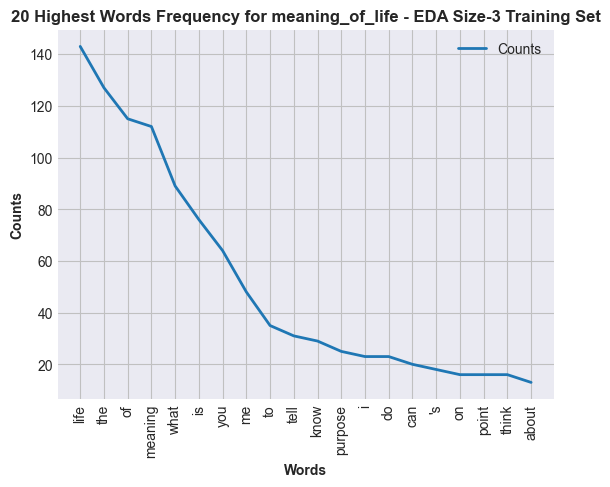 20 Highest Words Frequency for meaning_of_life - EDA Size-3 Training Set
Counts
140
120
100
80
60
40
20
Counts
life
the
of
meaning
what
is
you
me
to
tell
know
purpose
i
do
can
's
on
point
think
about
Words